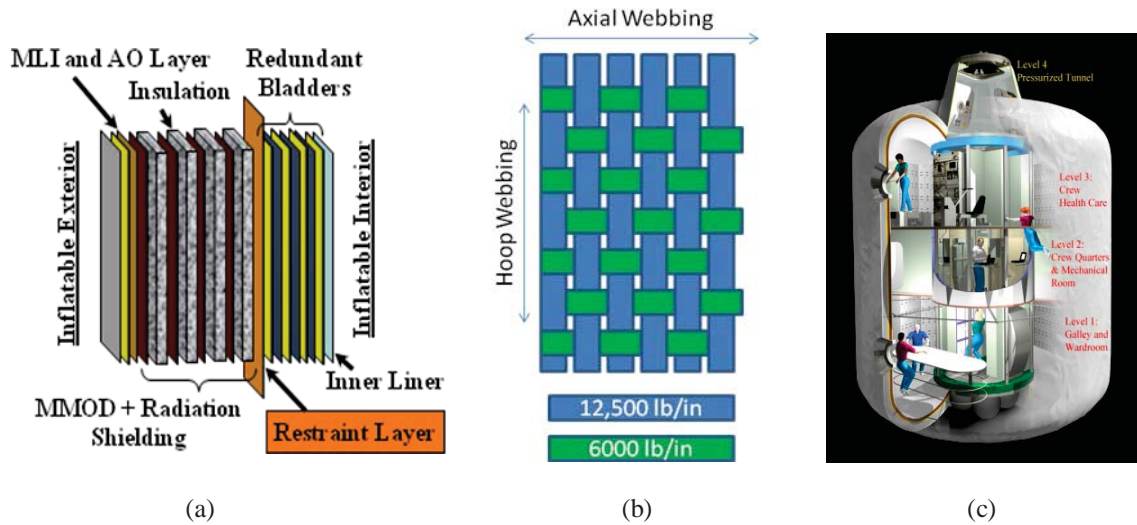 MLI and AO Layer
Insulation
Redundant
Bladders
Inflatable Exterior
Inflatable Interior
Inner Liner
MMOD + Radiation
Shielding
Restraint Layer
(a)
Axial Webbing
Hoop Webbing
12,500 lb/in
6000 lb/in
(b)
Level 4
Pressurized Tunnel
Level 3:
Crew
Health Care
Level 2:
Crew Quarters
& Mechanical
Room
Level 1:
Galley and
Wardroom
(c)